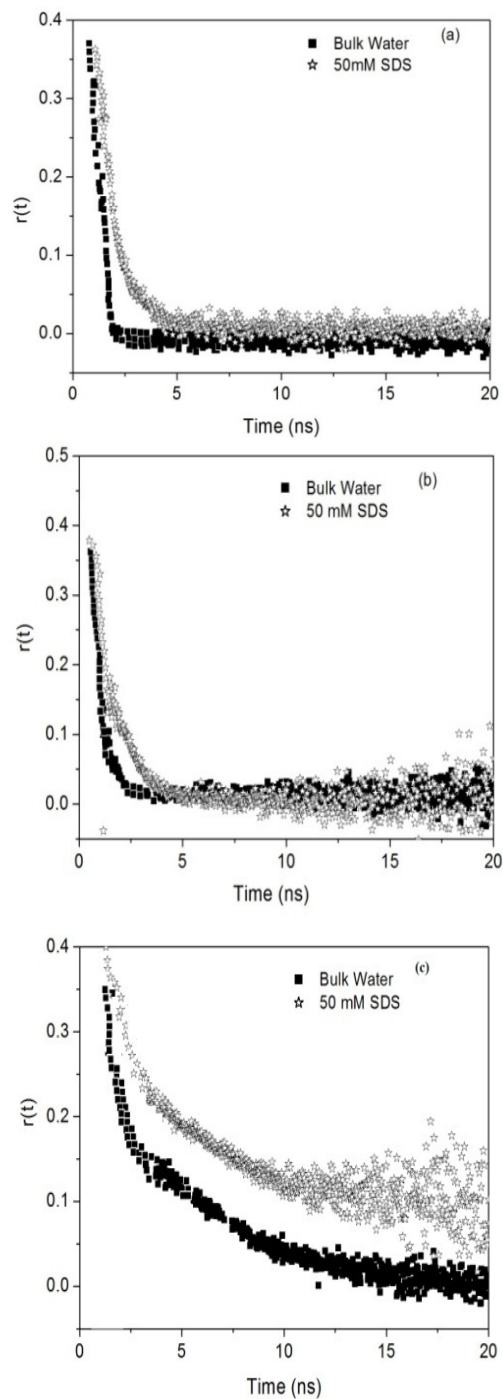 0.4
(a)
■ Bulk Water
☆ 50mM SDS
0.3
0.2
r(t)
0.1
0.0
0 5 10 15 20
Time (ns)
0.5
(b)
■ Bulk Water
☆ 50 mM SDS
0.4
0.3
r(t)
0.2
0.1
0.0
0 5 10 15 20
Time (ns)
0.4
(c)
■ Bulk Water
☆ 50 mM SDS
0.3
r(t)
0.2
0.1
0.0
0 5 10 15 20
Time (ns)